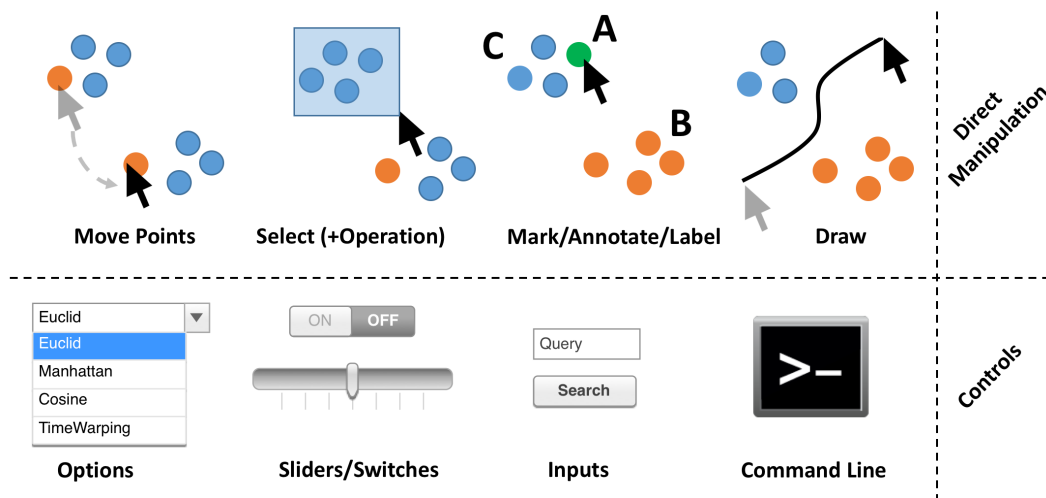 C
A
B
Move Points
Select (+Operation)
Mark/Annotate/Label
Draw
Direct
Manipulation
Euclid
Euclid
Manhattan
Cosine
TimeWarping
ON
OFF
Query
Search
>–
Options
Sliders/Switches
Inputs
Command Line
Controls